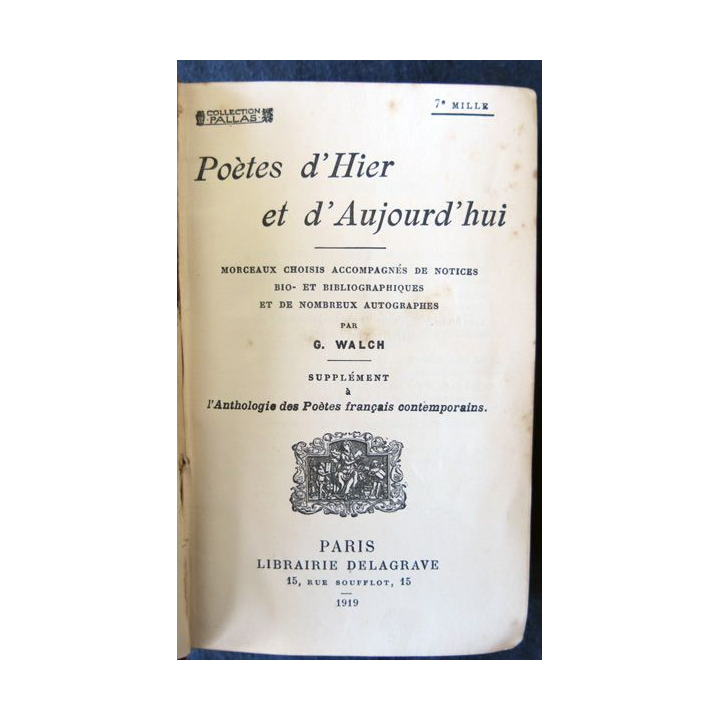 COLLECTION
PALLAS
7e MILLE
Poètes d'Hier
et d'Aujourd'hui
MORCEAUX CHOISIS ACCOMPAGNÉS DE NOTICES
BIO- ET BIBLIOGRAPHIQUES
ET DE NOMBREUX AUTOGRAPHES
PAR
G. WALCH
SUPPLÉMENT
à
l'Anthologie des Poètes français contemporains.
PARIS
LIBRAIRIE DELAGRAVE
15, RUE SOUFFLOT, 15
1919